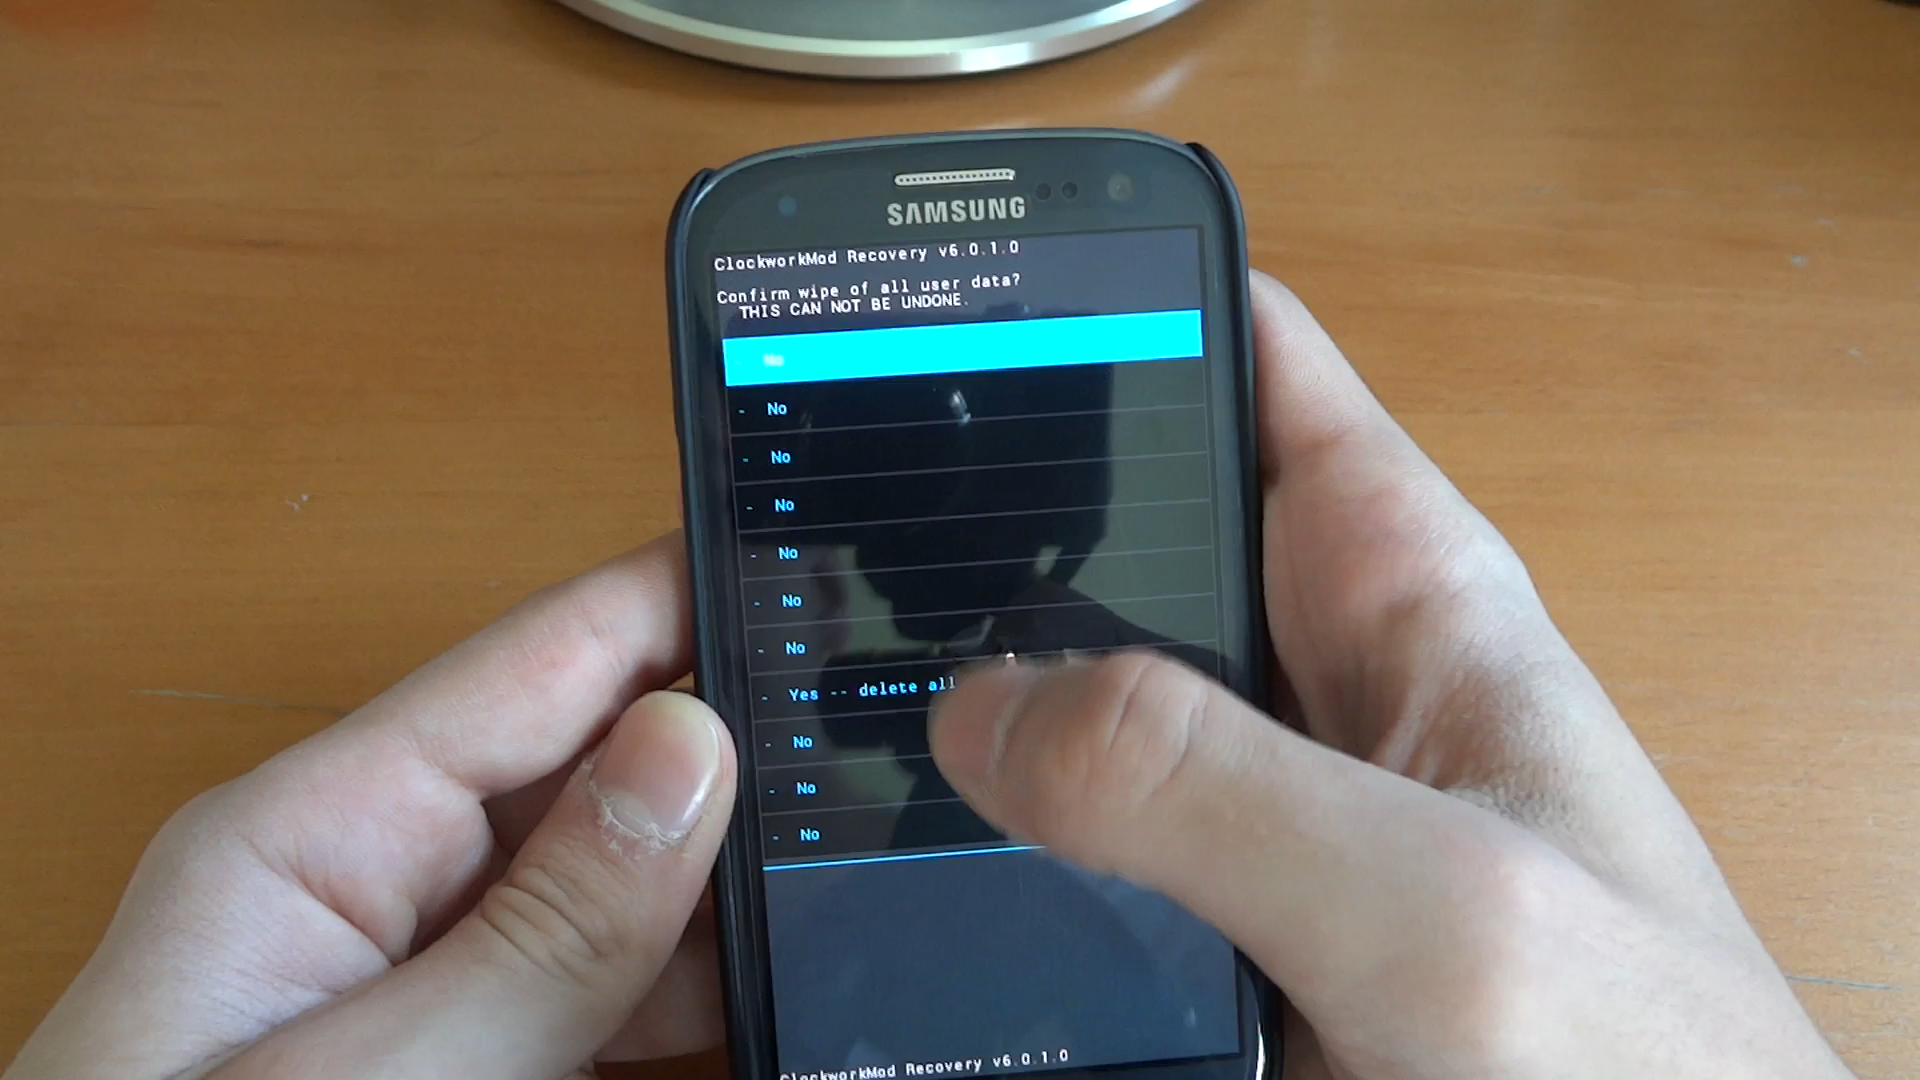 SAMSUNG
ClockworkMod Recovery v6.0.1.0
Confirm wipe of all user data?
THIS CAN NOT BE UNDONE.
- No
- No
- No
- No
- No
- No
- No
- Yes -- delete all
- No
- No
- No
ClockworkMod Recovery v6.0.1.0